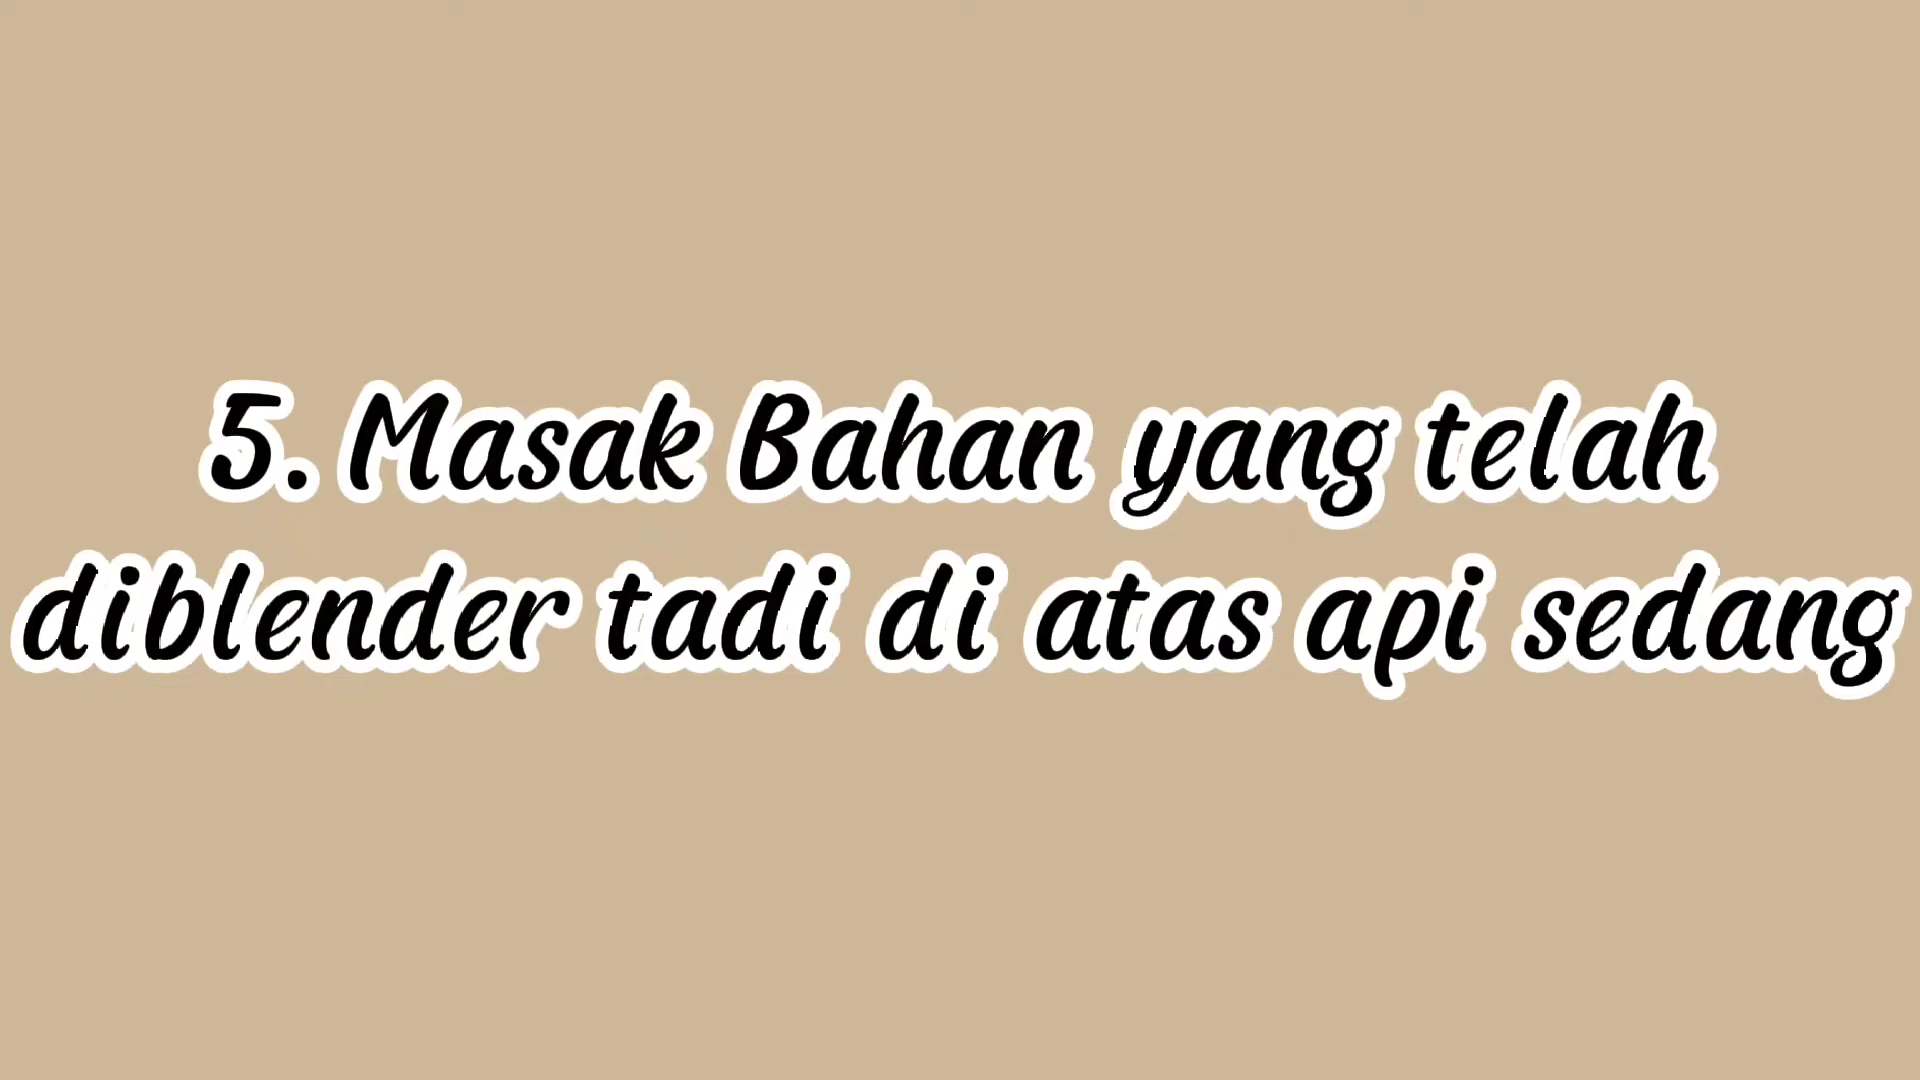 5. Masak Bahan yang telah
diblender tadi di atas api sedang